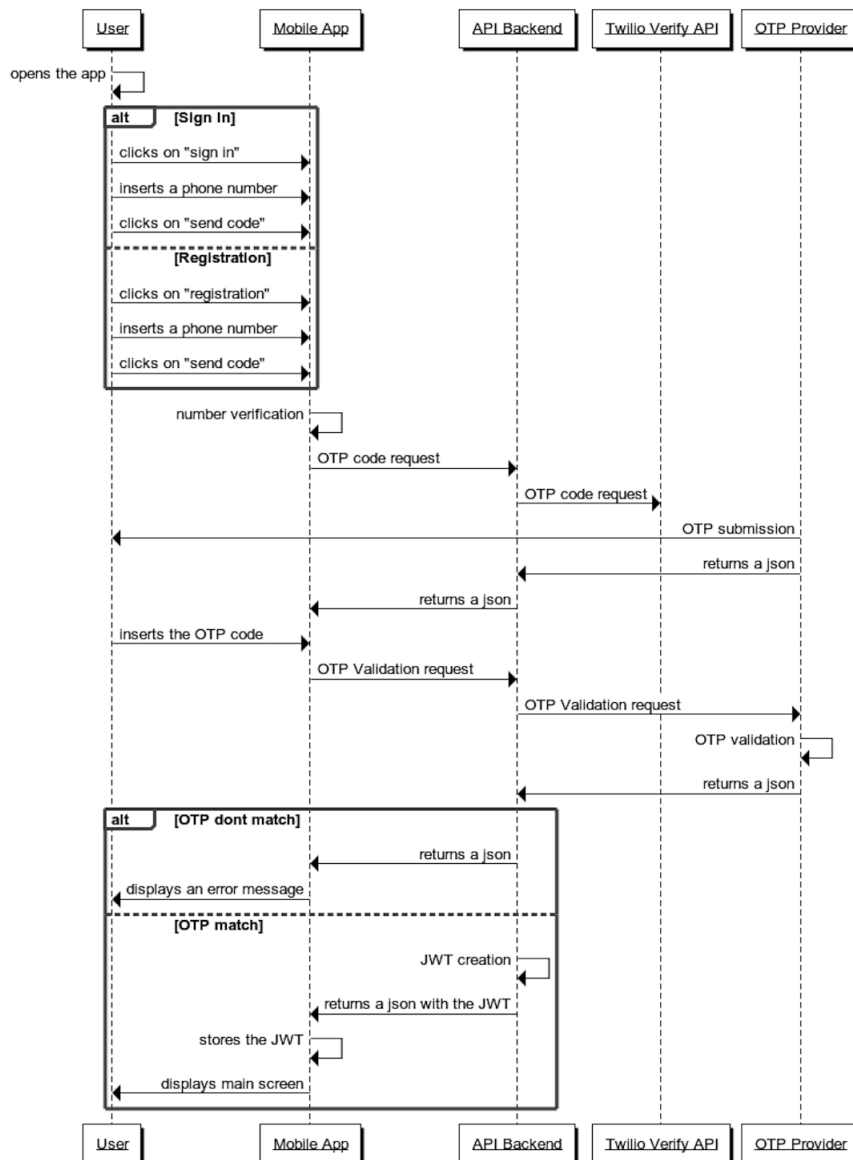 User Mobile App API Backend Twilio Verify API OTP Provider
opens the app
alt [Sign In]
clicks on "sign in"
inserts a phone number
clicks on "send code"
[Registration]
clicks on "registration"
inserts a phone number
clicks on "send code"
number verification
OTP code request
OTP code request
OTP submission
returns a json
returns a json
inserts the OTP code
OTP Validation request
OTP Validation request
OTP validation
returns a json
alt [OTP dont match]
returns a json
displays an error message
[OTP match]
JWT creation
returns a json with the JWT
stores the JWT
displays main screen
User Mobile App API Backend Twilio Verify API OTP Provider